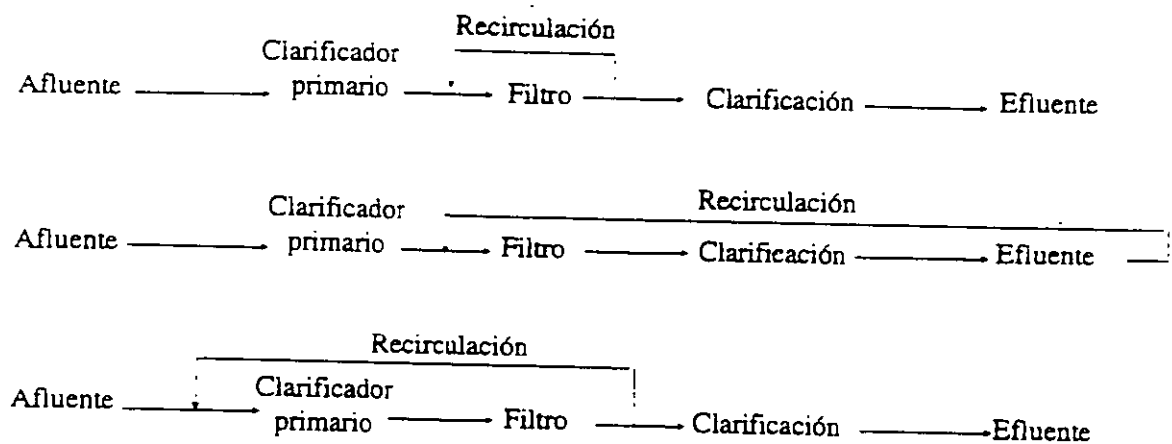 Recirculación
Clarificador
Afluente primario Filtro Clarificación Efluente
Recirculación
Clarificador
Afluente primario Filtro Clarificación Efluente
Recirculación
Clarificador
Afluente primario Filtro Clarificación Efluente